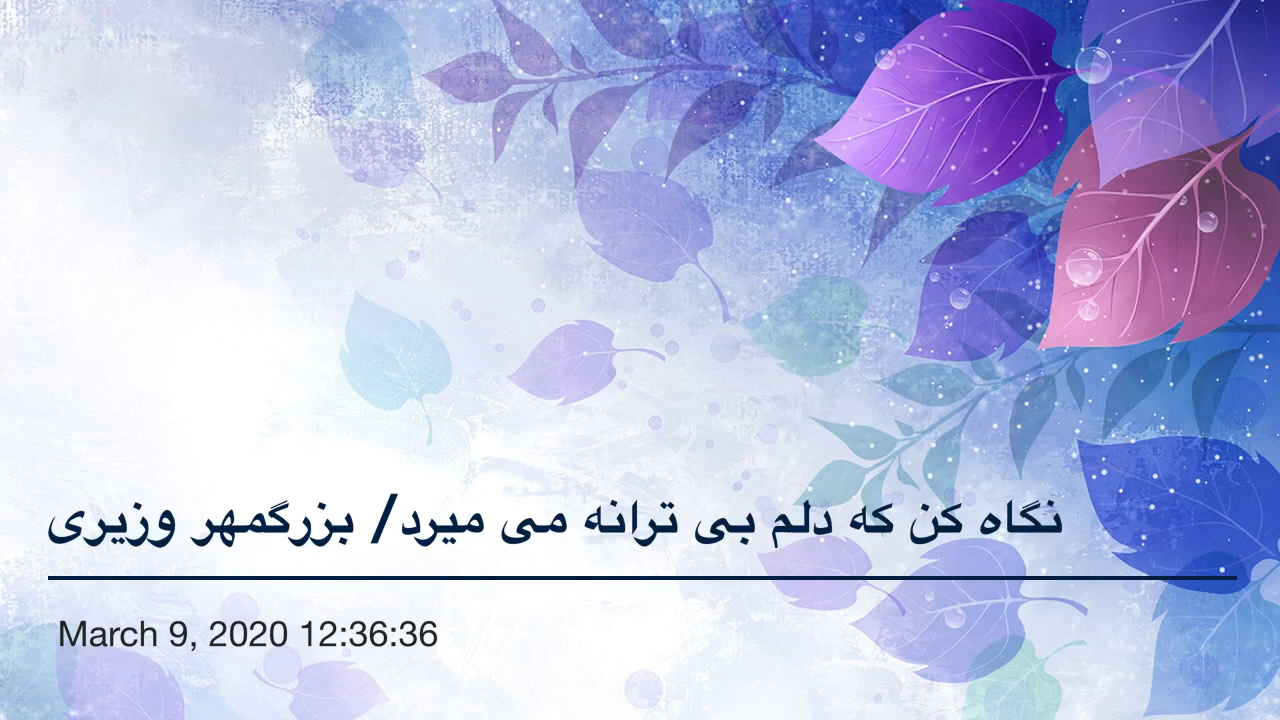 نگاه کن که دلم بی ترانه می میرد/ بزرگمهر وزیری
March 9, 2020 12:36:36